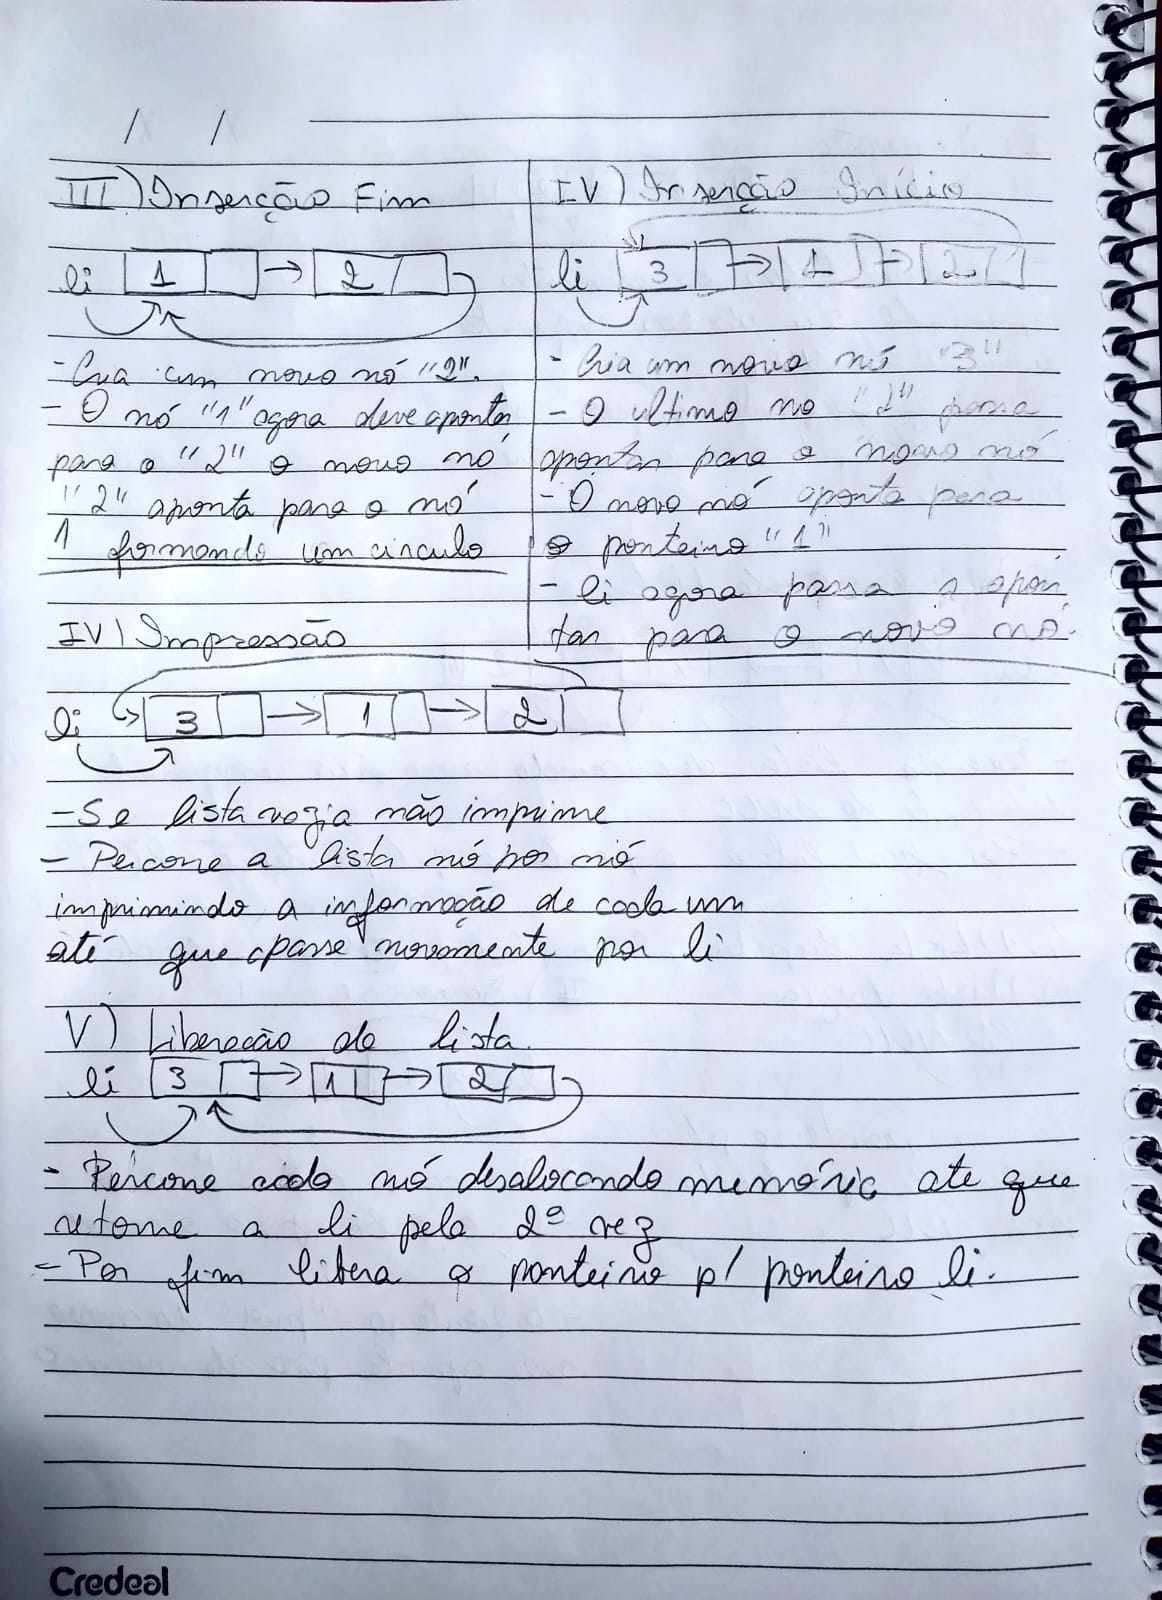 / /
III) Inserção Fim
li 1 → 2
- Cria um novo nó "2".
- O nó "1" agora deve apontar
para o "2" o novo nó
"2" aponta para o nó
1 formando um circulo
IV) Inserção Início
li 3 → 1 → 2
- Cria um novo nó "3"
- O ultimo no "2" passa
apontar para o novo nó
- O novo nó aponta para
o ponteiro "1"
- li agora passa a apon
tar para o novo nó.
IV) Impressão
li 3 → 1 → 2
- Se lista vazia não imprime
- Percorre a lista nó por nó
imprimindo a informação de cada um
até que passe novamente por li
V) Liberação de lista.
li 3 → 1 → 2
- Percorre cada nó desalocando memória ate que
retorne a li pela 2ª vez
- Por fim libera o ponteiro p/ ponteiro li.
Credeal